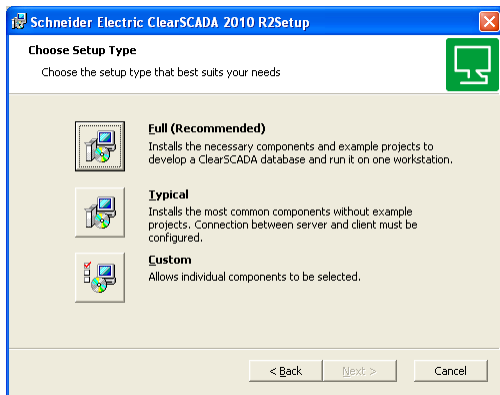 Schneider Electric ClearSCADA 2010 R2Setup
Choose Setup Type
Choose the setup type that best suits your needs
Full (Recommended)
Installs the necessary components and example projects to
develop a ClearSCADA database and run it on one workstation.
Typical
Installs the most common components without example
projects. Connection between server and client must be
configured.
Custom
Allows individual components to be selected.
< Back
Next >
Cancel